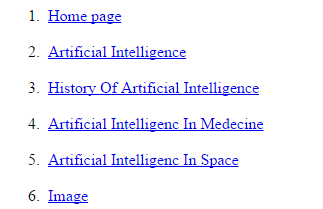 1. Home page
2. Artificial Intelligence
3. History Of Artificial Intelligence
4. Artificial Intelligenc In Medecine
5. Artificial Intelligenc In Space
6. Image